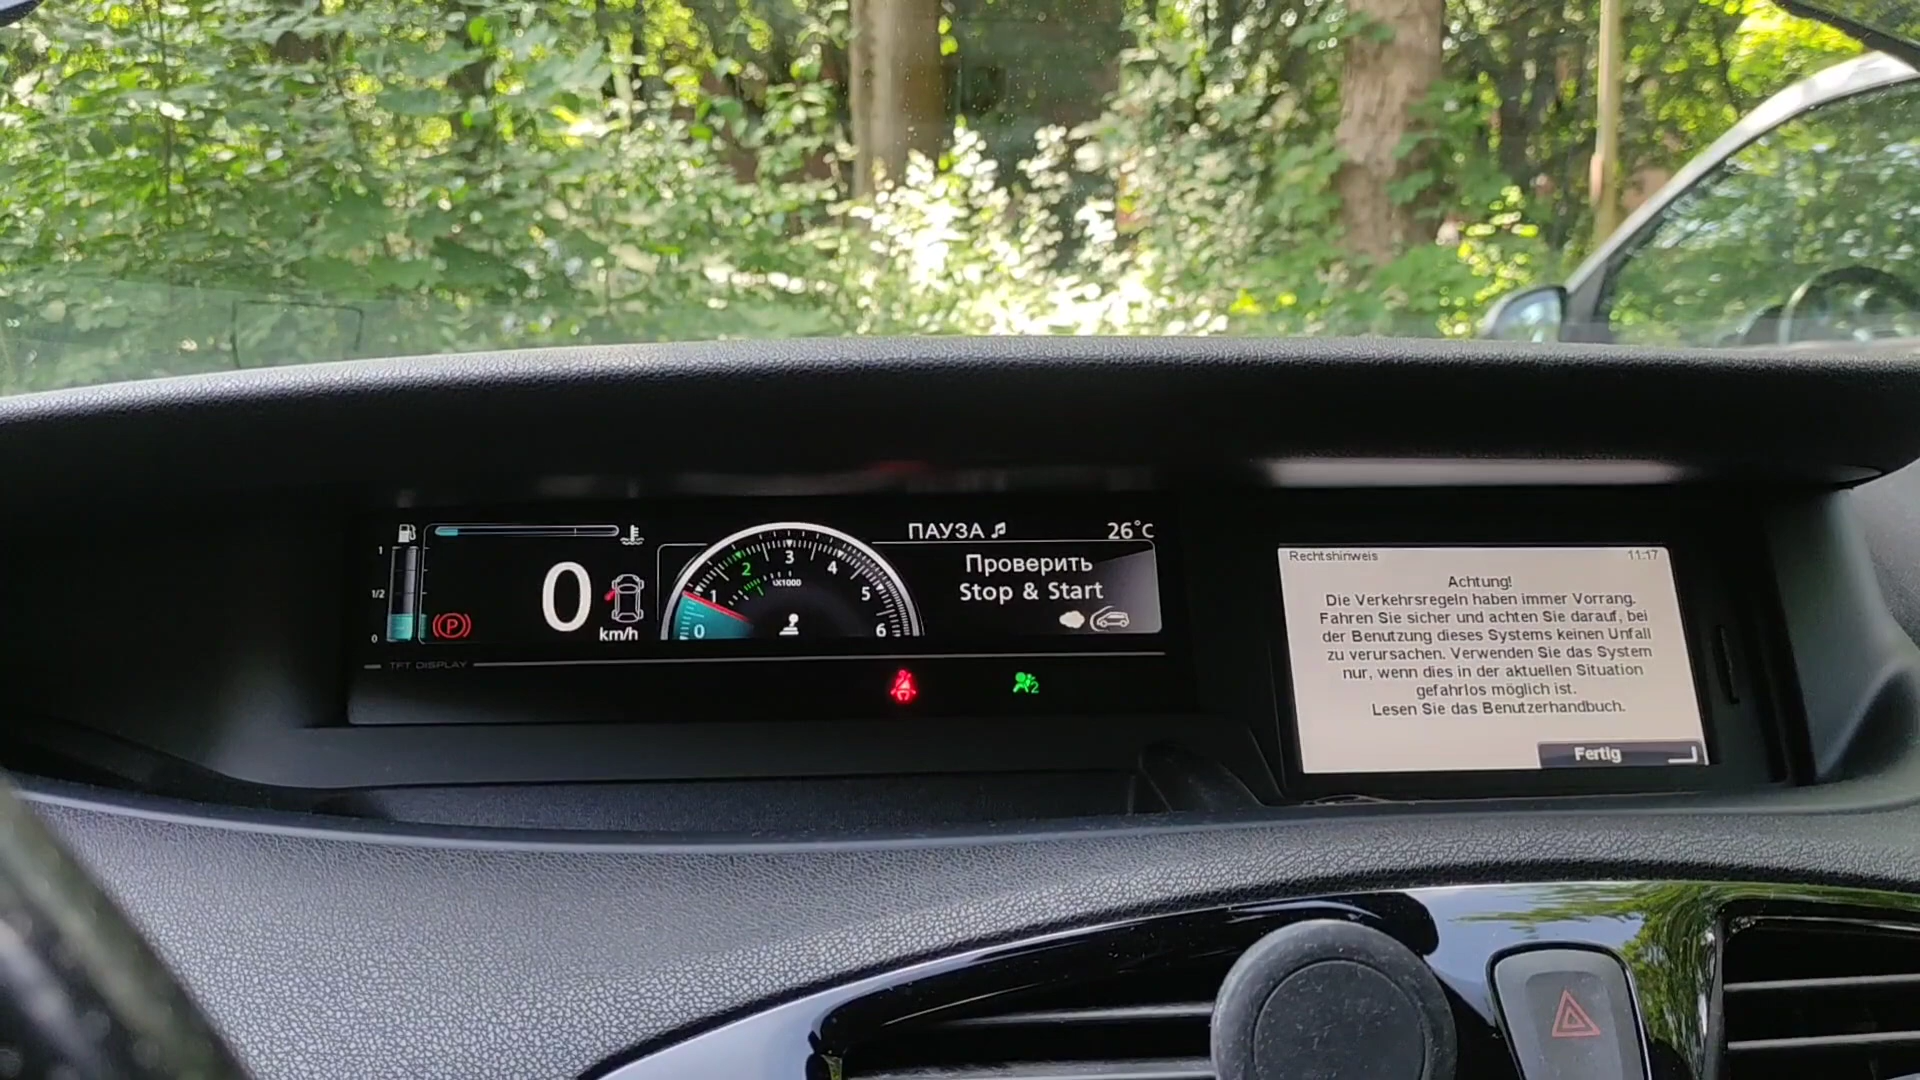 ПАУЗА 26°C
1
1/2
0
0
km/h
0 1 2 3 4 5 6
x1000
Проверить
Stop & Start
TFT DISPLAY
2
Rechtshinweis 11:17
Achtung!
Die Verkehrsregeln haben immer Vorrang.
Fahren Sie sicher und achten Sie darauf, bei
der Benutzung dieses Systems keinen Unfall
zu verursachen. Verwenden Sie das System
nur, wenn dies in der aktuellen Situation
gefahrlos möglich ist.
Lesen Sie das Benutzerhandbuch.
Fertig